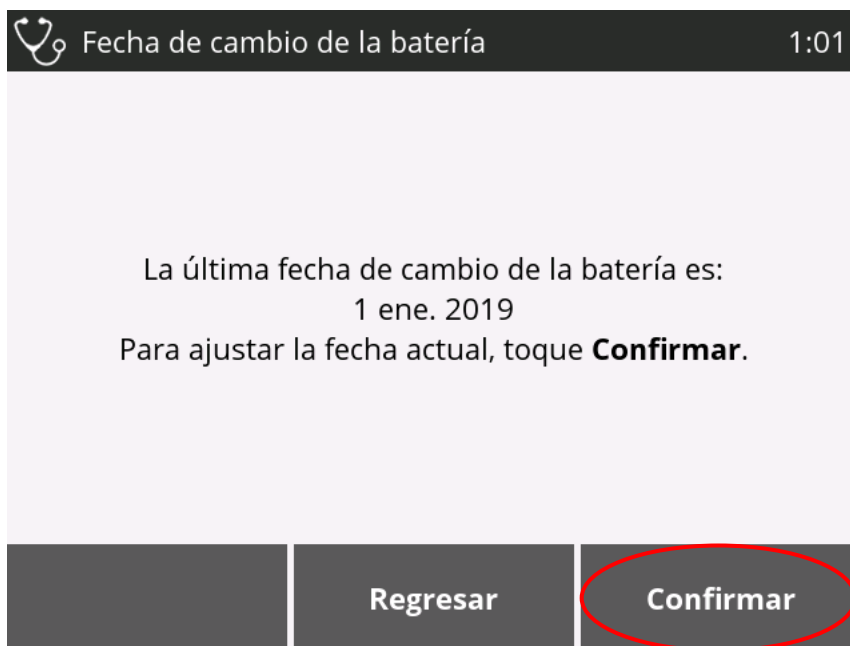 Fecha de cambio de la batería 1:01
La última fecha de cambio de la batería es:
1 ene. 2019
Para ajustar la fecha actual, toque Confirmar.
Regresar Confirmar